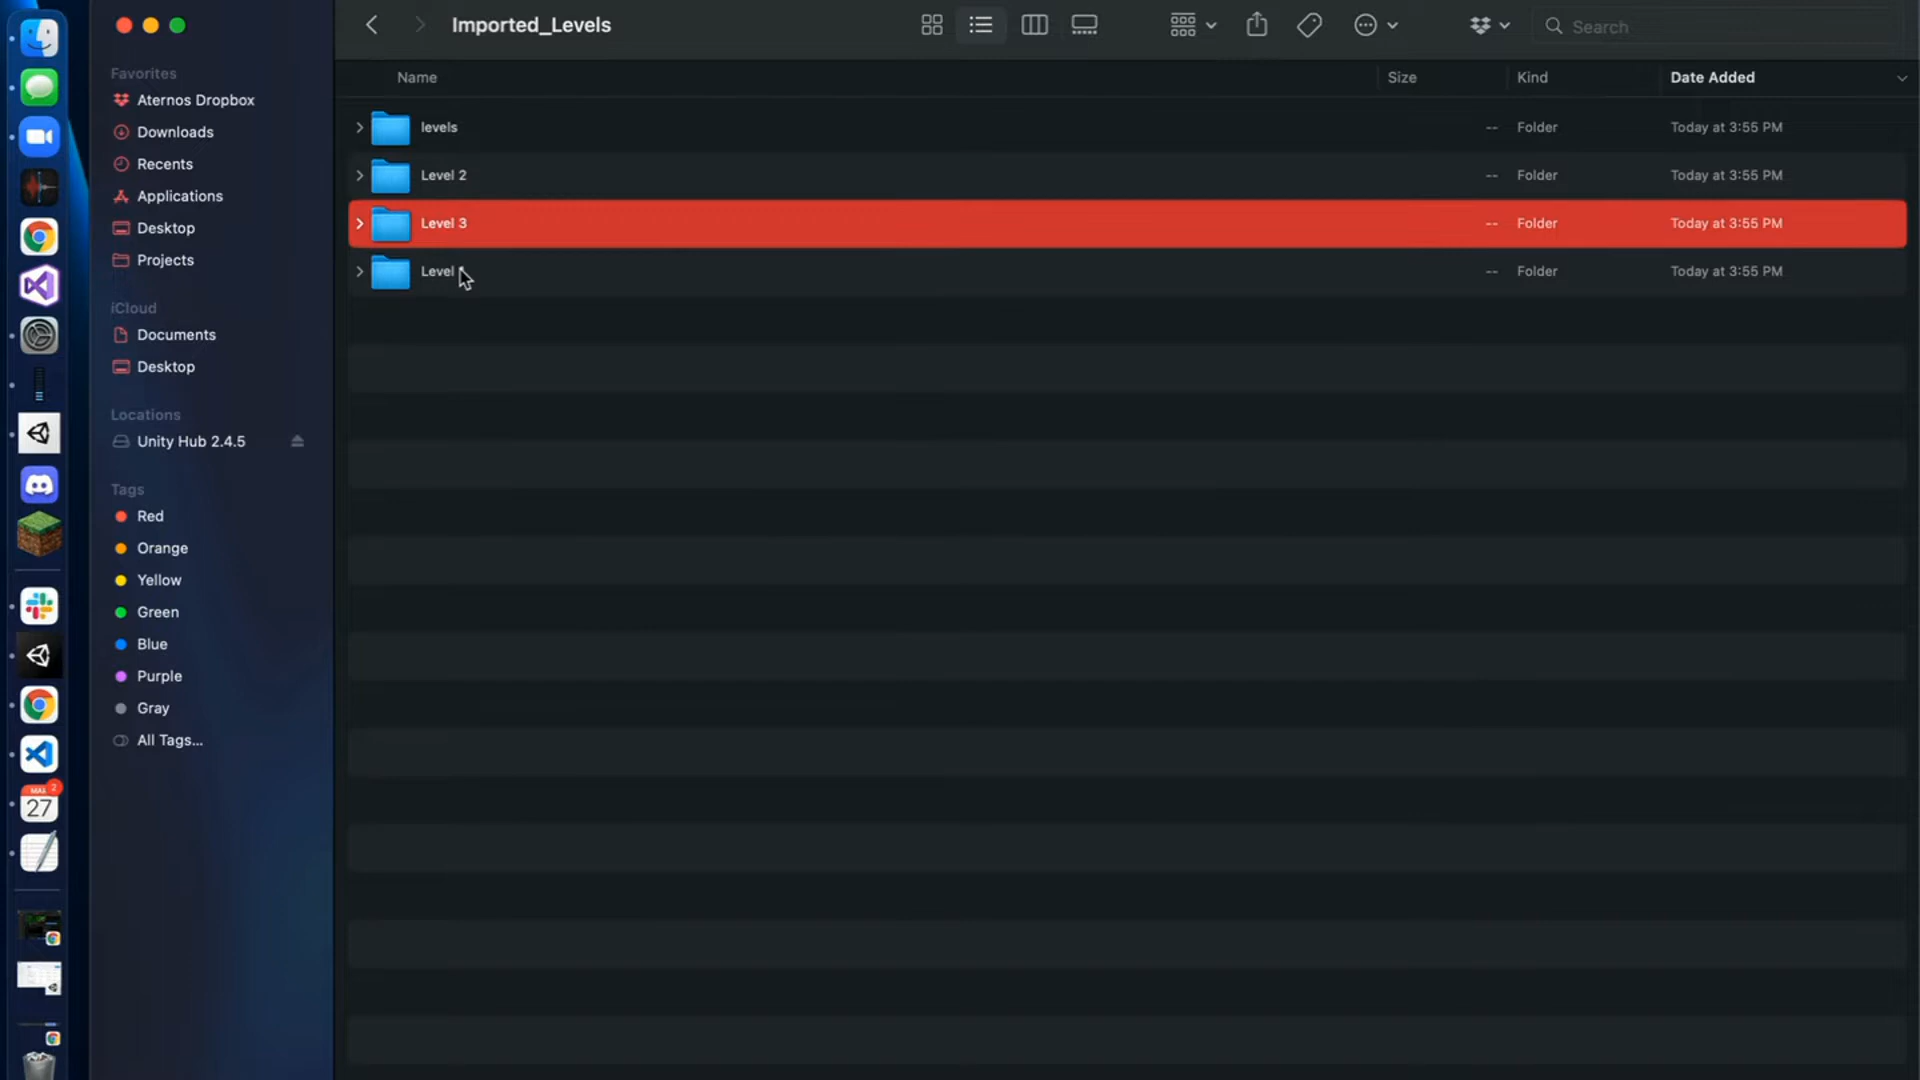 Imported_Levels
Search
Name
Size
Kind
Date Added
levels
--
Folder
Today at 3:55 PM
Level 2
--
Folder
Today at 3:55 PM
Level 3
--
Folder
Today at 3:55 PM
Level
--
Folder
Today at 3:55 PM
Favorites
Aternos Dropbox
Downloads
Recents
Applications
Desktop
Projects
iCloud
Documents
Desktop
Locations
Unity Hub 2.4.5
Tags
Red
Orange
Yellow
Green
Blue
Purple
Gray
All Tags...
2
27